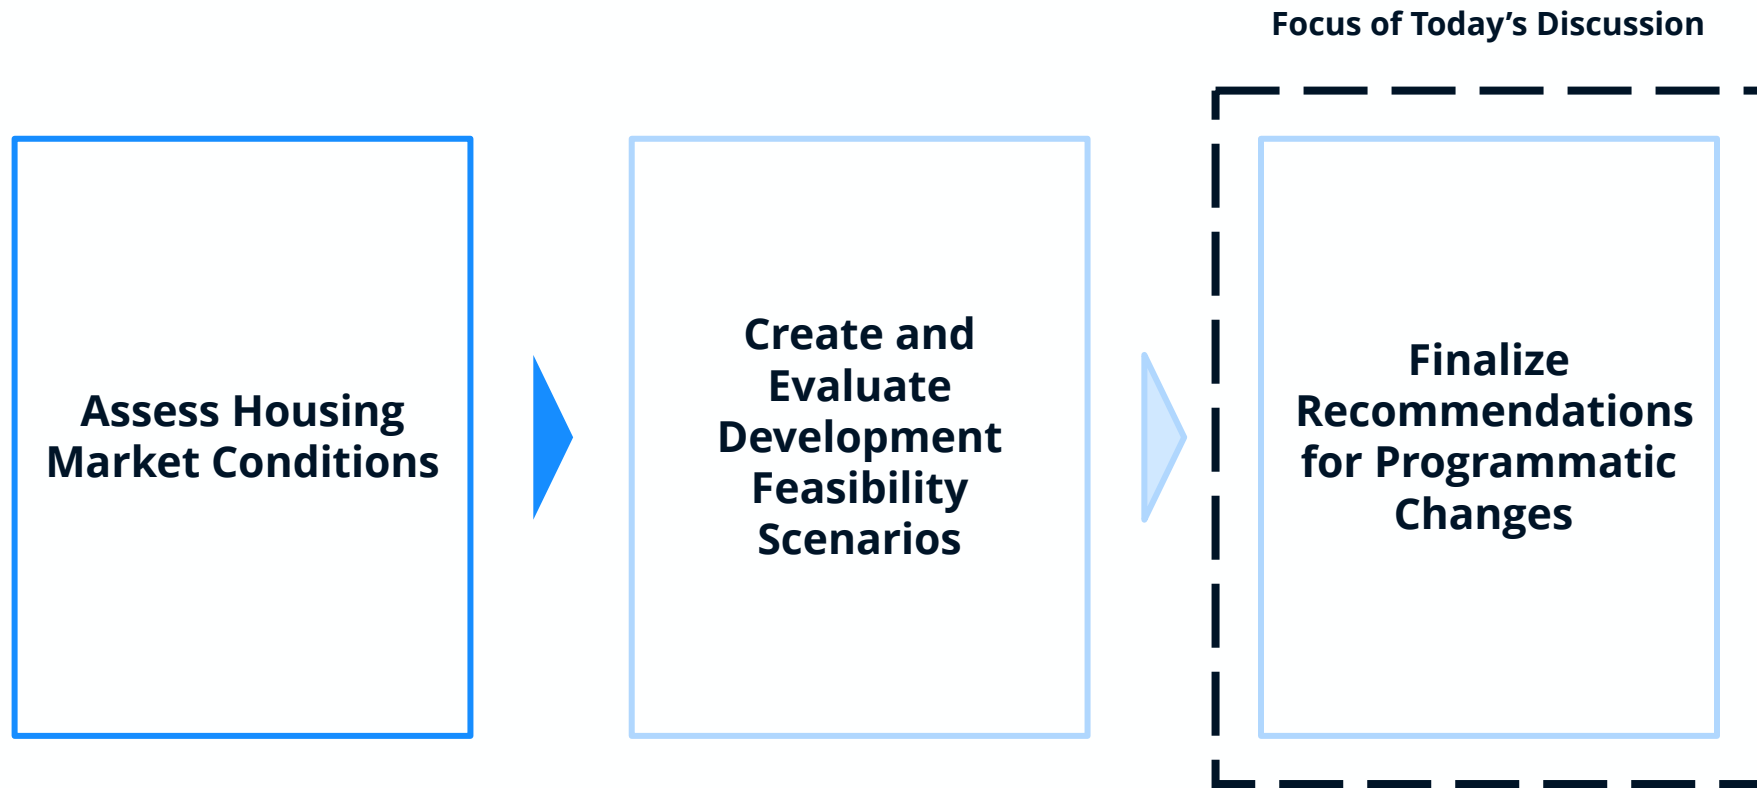 Focus of Today’s Discussion
Assess Housing
Market Conditions
Create and
Evaluate
Development
Feasibility
Scenarios
Finalize
Recommendations
for Programmatic
Changes